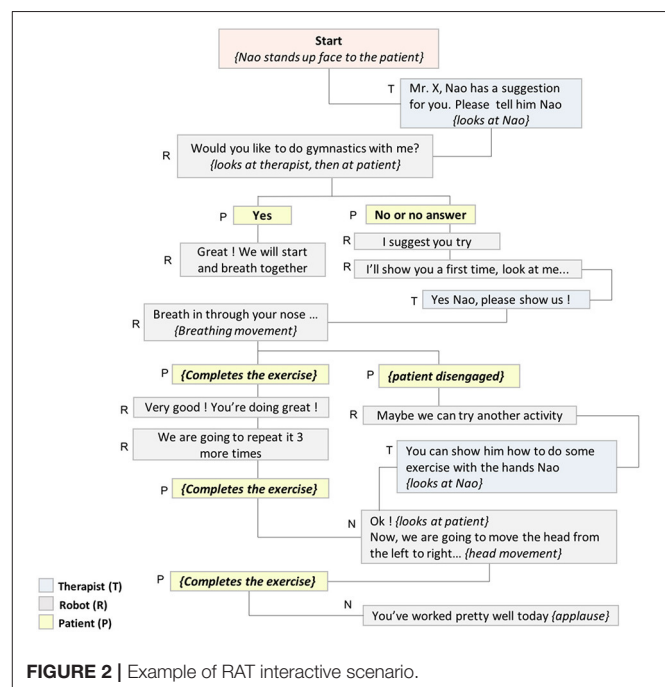 Start
{Nao stands up face to the patient}
T
Mr. X, Nao has a suggestion
for you. Please tell him Nao
{looks at Nao}
R
Would you like to do gymnastics with me?
{looks at therapist, then at patient}
P
Yes
P
No or no answer
R
Great ! We will start
and breath together
R
I suggest you try
R
I'll show you a first time, look at me...
T
Yes Nao, please show us !
R
Breath in through your nose ...
{Breathing movement}
P
{Completes the exercise}
P
{patient disengaged}
R
Very good ! You're doing great !
R
Maybe we can try another activity
R
We are going to repeat it 3
more times
T
You can show him how to do some
exercise with the hands Nao
{looks at Nao}
P
{Completes the exercise}
N
Ok ! {looks at patient}
Now, we are going to move the head from
the left to right... {head movement}
P
{Completes the exercise}
N
You've worked pretty well today {applause}
Therapist (T)
Robot (R)
Patient (P)
FIGURE 2 | Example of RAT interactive scenario.